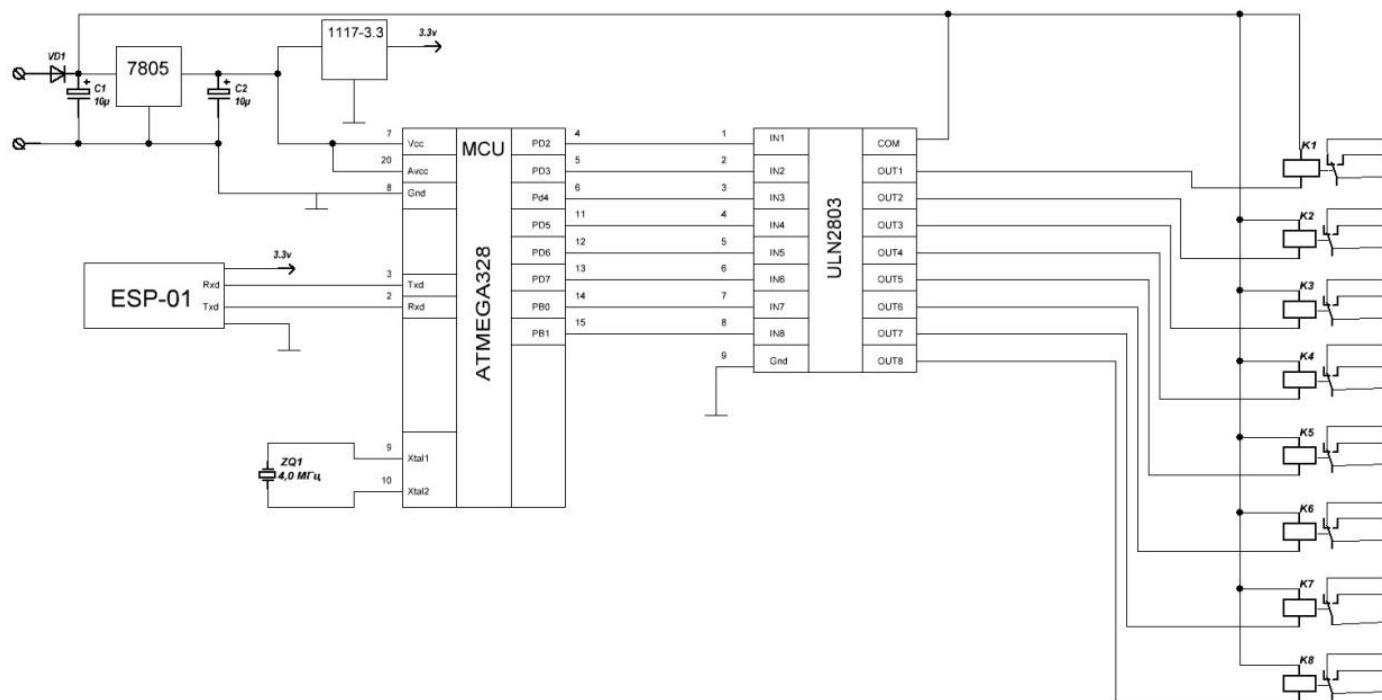 VD1
+
C1
10µ
7805
+
C2
10µ
1117-3.3
3.3v
7
Vcc
20
Avcc
8
Gnd
3
Txd
2
Rxd
9
Xtal1
10
Xtal2
MCU
ATMEGA328
PD2
4
PD3
5
Pd4
6
PD5
11
PD6
12
PD7
13
PB0
14
PB1
15
1
IN1
2
IN2
3
IN3
4
IN4
5
IN5
6
IN6
7
IN7
8
IN8
9
Gnd
ULN2803
COM
OUT1
OUT2
OUT3
OUT4
OUT5
OUT6
OUT7
OUT8
3.3v
ESP-01
Rxd
Txd
ZQ1
4,0 МГц
K1
K2
K3
K4
K5
K6
K7
K8